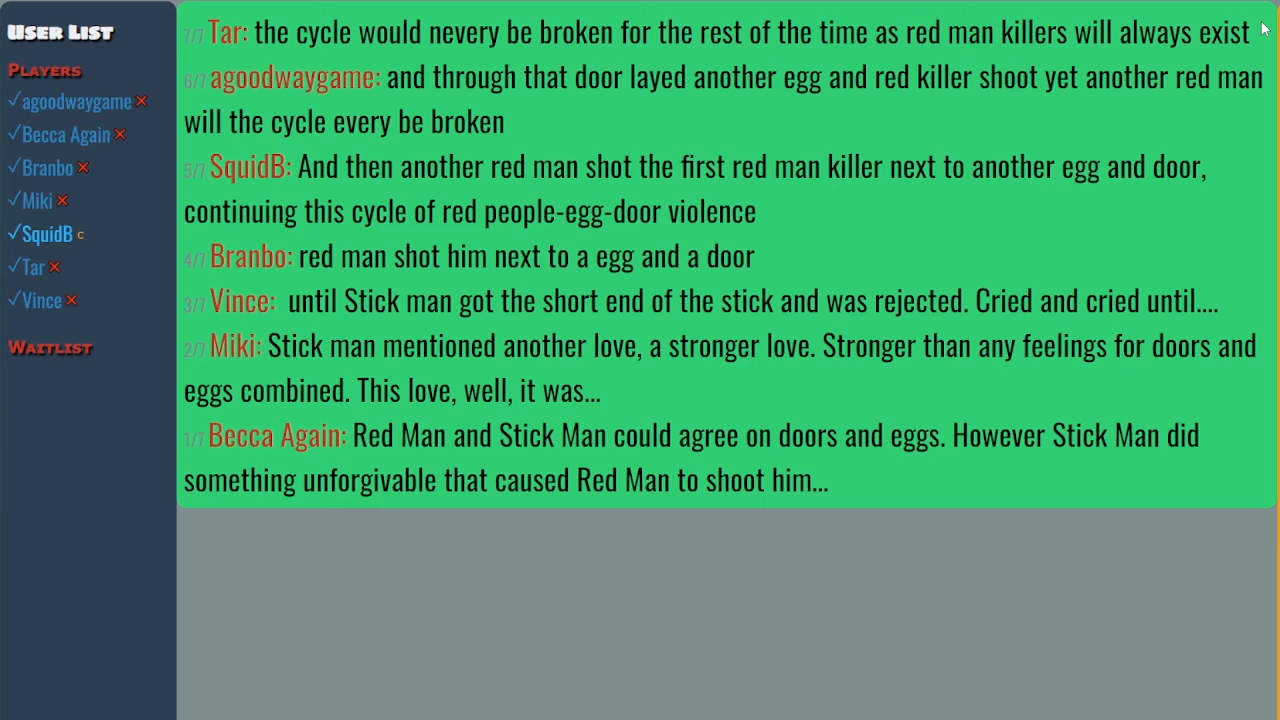 User List
Players
✓agoodwaygame ✕
✓Becca Again ✕
✓Branbo ✕
✓Miki ✕
✓SquidB c
✓Tar ✕
✓Vince ✕
Waitlist
7/7 Tar: the cycle would nevery be broken for the rest of the time as red man killers will always exist
6/7 agoodwaygame: and through that door layed another egg and red killer shoot yet another red man
will the cycle every be broken
5/7 SquidB: And then another red man shot the first red man killer next to another egg and door,
continuing this cycle of red people-egg-door violence
4/7 Branbo: red man shot him next to a egg and a door
3/7 Vince: until Stick man got the short end of the stick and was rejected. Cried and cried until....
2/7 Miki: Stick man mentioned another love, a stronger love. Stronger than any feelings for doors and
eggs combined. This love, well, it was...
1/7 Becca Again: Red Man and Stick Man could agree on doors and eggs. However Stick Man did
something unforgivable that caused Red Man to shoot him...